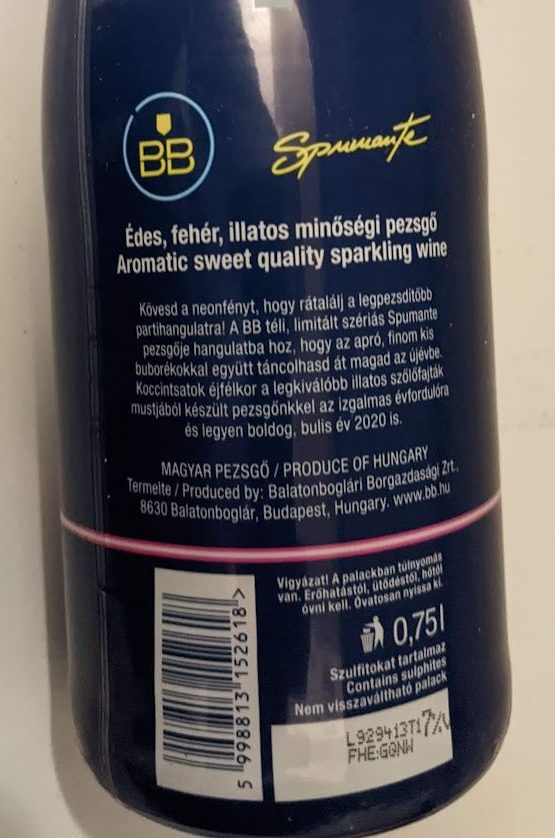 BB
Spumante
Édes, fehér, illatos minőségi pezsgő
Aromatic sweet quality sparkling wine
Kövesd a neonfényt, hogy rátalálj a legpezsdítőbb
partihangulatra! A BB téli, limitált szériás Spumante
pezsgője hangulatba hoz, hogy az apró, finom kis
buborékokkal együtt táncolhasd át magad az újévbe.
Koccintsatok éjfélkor a legkiválóbb illatos szőlőfajták
mustjából készült pezsgőnkkel az izgalmas évfordulóra
és legyen boldog, bulis év 2020 is.
MAGYAR PEZSGŐ / PRODUCE OF HUNGARY
Termelte / Produced by: Balatonboglári Borgazdasági Zrt.,
8630 Balatonboglár, Budapest, Hungary. www.bb.hu
Vigyázat! A palackban túlnyomás
van. Erőhatástól, ütődéstől, hőtől
óvni kell. Óvatosan nyissa ki.
0,75l
Szulfitokat tartalmaz
Contains sulphites
Nem visszaváltható palack
L929413T1 7%V
FHE:GQNW
5 998813 152618 >